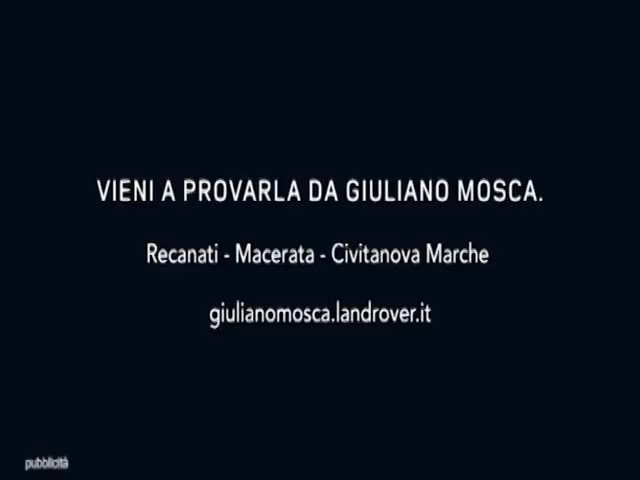 VIENI A PROVARLA DA GIULIANO MOSCA.
Recanati - Macerata - Civitanova Marche
giulianomosca.landrover.it
pubblicità